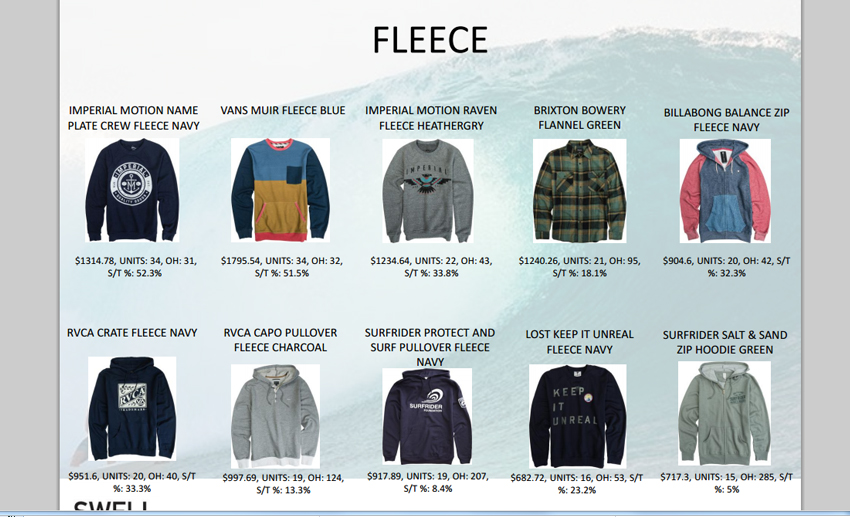 FLEECE
IMPERIAL MOTION NAME
PLATE CREW FLEECE NAVY
VANS MUIR FLEECE BLUE
IMPERIAL MOTION RAVEN
FLEECE HEATHERGRY
BRIXTON BOWERY
FLANNEL GREEN
BILLABONG BALANCE ZIP
FLEECE NAVY
IMPERIAL
IMPERIAL
$1314.78, UNITS: 34, OH: 31,
S/T %: 52.3%
$1795.54, UNITS: 34, OH: 32,
S/T %: 51.5%
$1234.64, UNITS: 22, OH: 43,
S/T %: 33.8%
$1240.26, UNITS: 21, OH: 95,
S/T %: 18.1%
$904.6, UNITS: 20, OH: 42, S/T
%: 32.3%
RVCA CRATE FLEECE NAVY
RVCA CAPO PULLOVER
FLEECE CHARCOAL
SURFRIDER PROTECT AND
SURF PULLOVER FLEECE
NAVY
LOST KEEP IT UNREAL
FLEECE NAVY
SURFRIDER SALT & SAND
ZIP HOODIE GREEN
RVCA
SURFRIDER
KEEP
IT
UNREAL
$951.6, UNITS: 20, OH: 40, S/T
%: 33.3%
$997.69, UNITS: 19, OH: 124,
S/T %: 13.3%
$917.89, UNITS: 19, OH: 207,
S/T %: 8.4%
$682.72, UNITS: 16, OH: 53, S/T
%: 23.2%
$717.3, UNITS: 15, OH: 285, S/T
%: 5%
SWELL